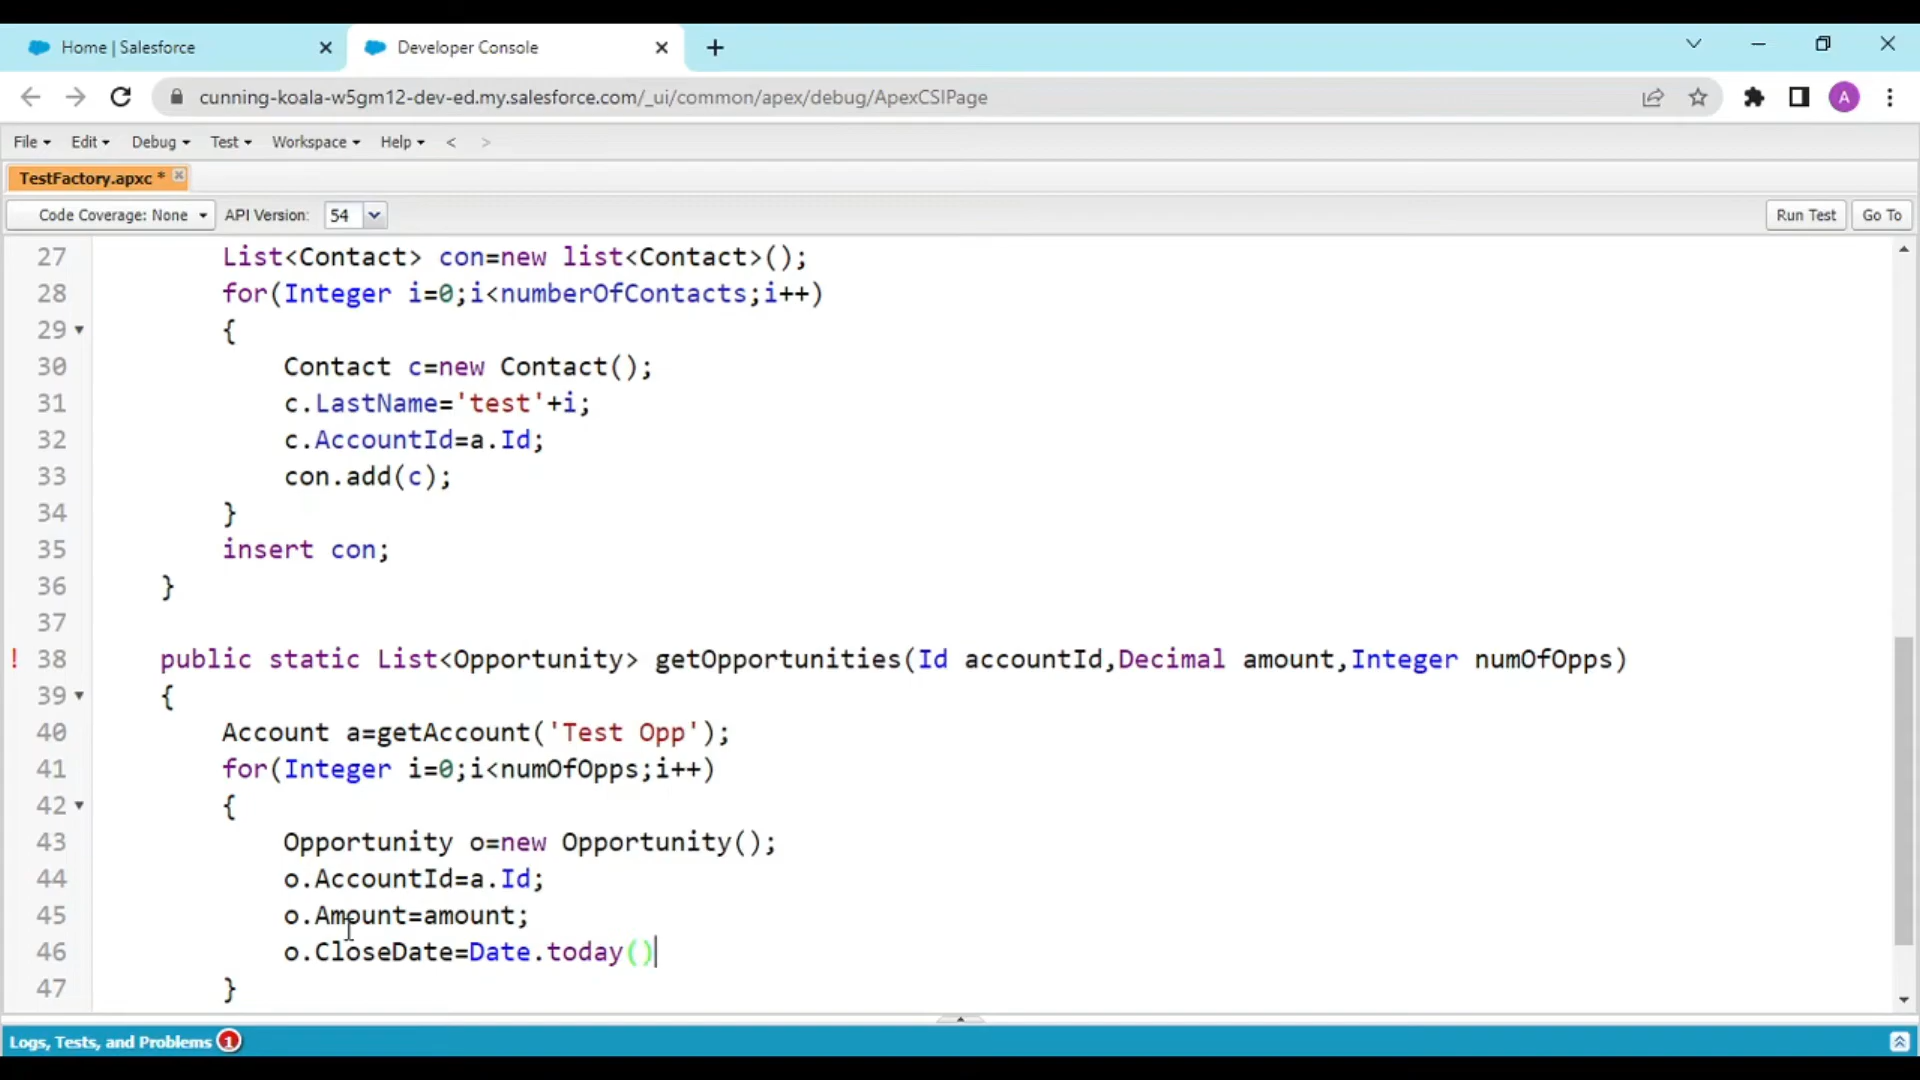 Home | Salesforce
Developer Console
cunning-koala-w5gm12-dev-ed.my.salesforce.com/_ui/common/apex/debug/ApexCSIPage
A
File Edit Debug Test Workspace Help < >
TestFactory.apxc *
Code Coverage: None API Version: 54 Run Test Go To
27 List<Contact> con=new list<Contact>();
28 for(Integer i=0;i<numberOfContacts;i++)
29 {
30 Contact c=new Contact();
31 c.LastName='test'+i;
32 c.AccountId=a.Id;
33 con.add(c);
34 }
35 insert con;
36 }
37
! 38 public static List<Opportunity> getOpportunities(Id accountId,Decimal amount,Integer numOfOpps)
39 {
40 Account a=getAccount('Test Opp');
41 for(Integer i=0;i<numOfOpps;i++)
42 {
43 Opportunity o=new Opportunity();
44 o.AccountId=a.Id;
45 o.Amount=amount;
46 o.CloseDate=Date.today()
47 }
Logs, Tests, and Problems 1